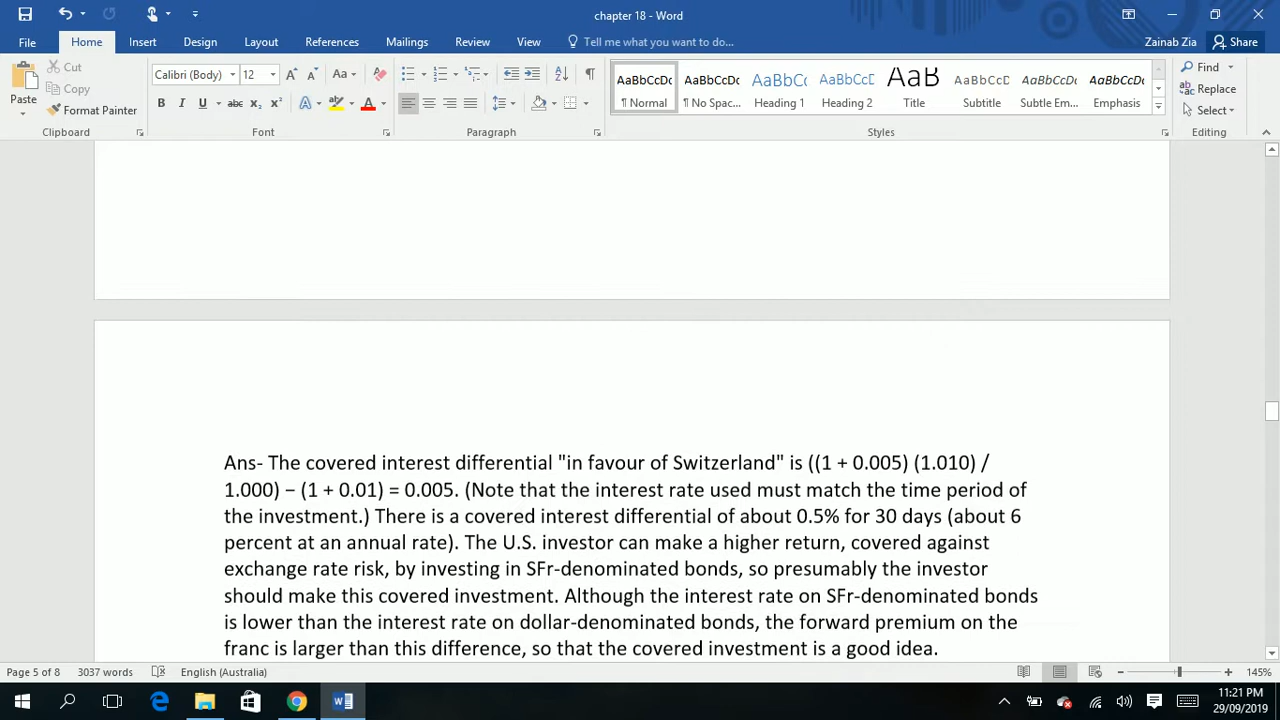 chapter 18 - Word
Zainab Zia
Share
File
Home
Insert
Design
Layout
References
Mailings
Review
View
Tell me what you want to do...
Paste
Cut
Copy
Format Painter
Clipboard
Calibri (Body)
12
Font
Paragraph
AaBbCcDc
¶ Normal
AaBbCcDc
¶ No Spac...
AaBbCc
Heading 1
AaBbCcD
Heading 2
AaB
Title
AaBbCcD
Subtitle
AaBbCcDc
Subtle Em...
AaBbCcDc
Emphasis
Styles
Find
Replace
Select
Editing
Ans- The covered interest differential "in favour of Switzerland" is ((1 + 0.005) (1.010) /
1.000) – (1 + 0.01) = 0.005. (Note that the interest rate used must match the time period of
the investment.) There is a covered interest differential of about 0.5% for 30 days (about 6
percent at an annual rate). The U.S. investor can make a higher return, covered against
exchange rate risk, by investing in SFr-denominated bonds, so presumably the investor
should make this covered investment. Although the interest rate on SFr-denominated bonds
is lower than the interest rate on dollar-denominated bonds, the forward premium on the
franc is larger than this difference, so that the covered investment is a good idea.
Page 5 of 8
3037 words
English (Australia)
145%
11:21 PM
29/09/2019